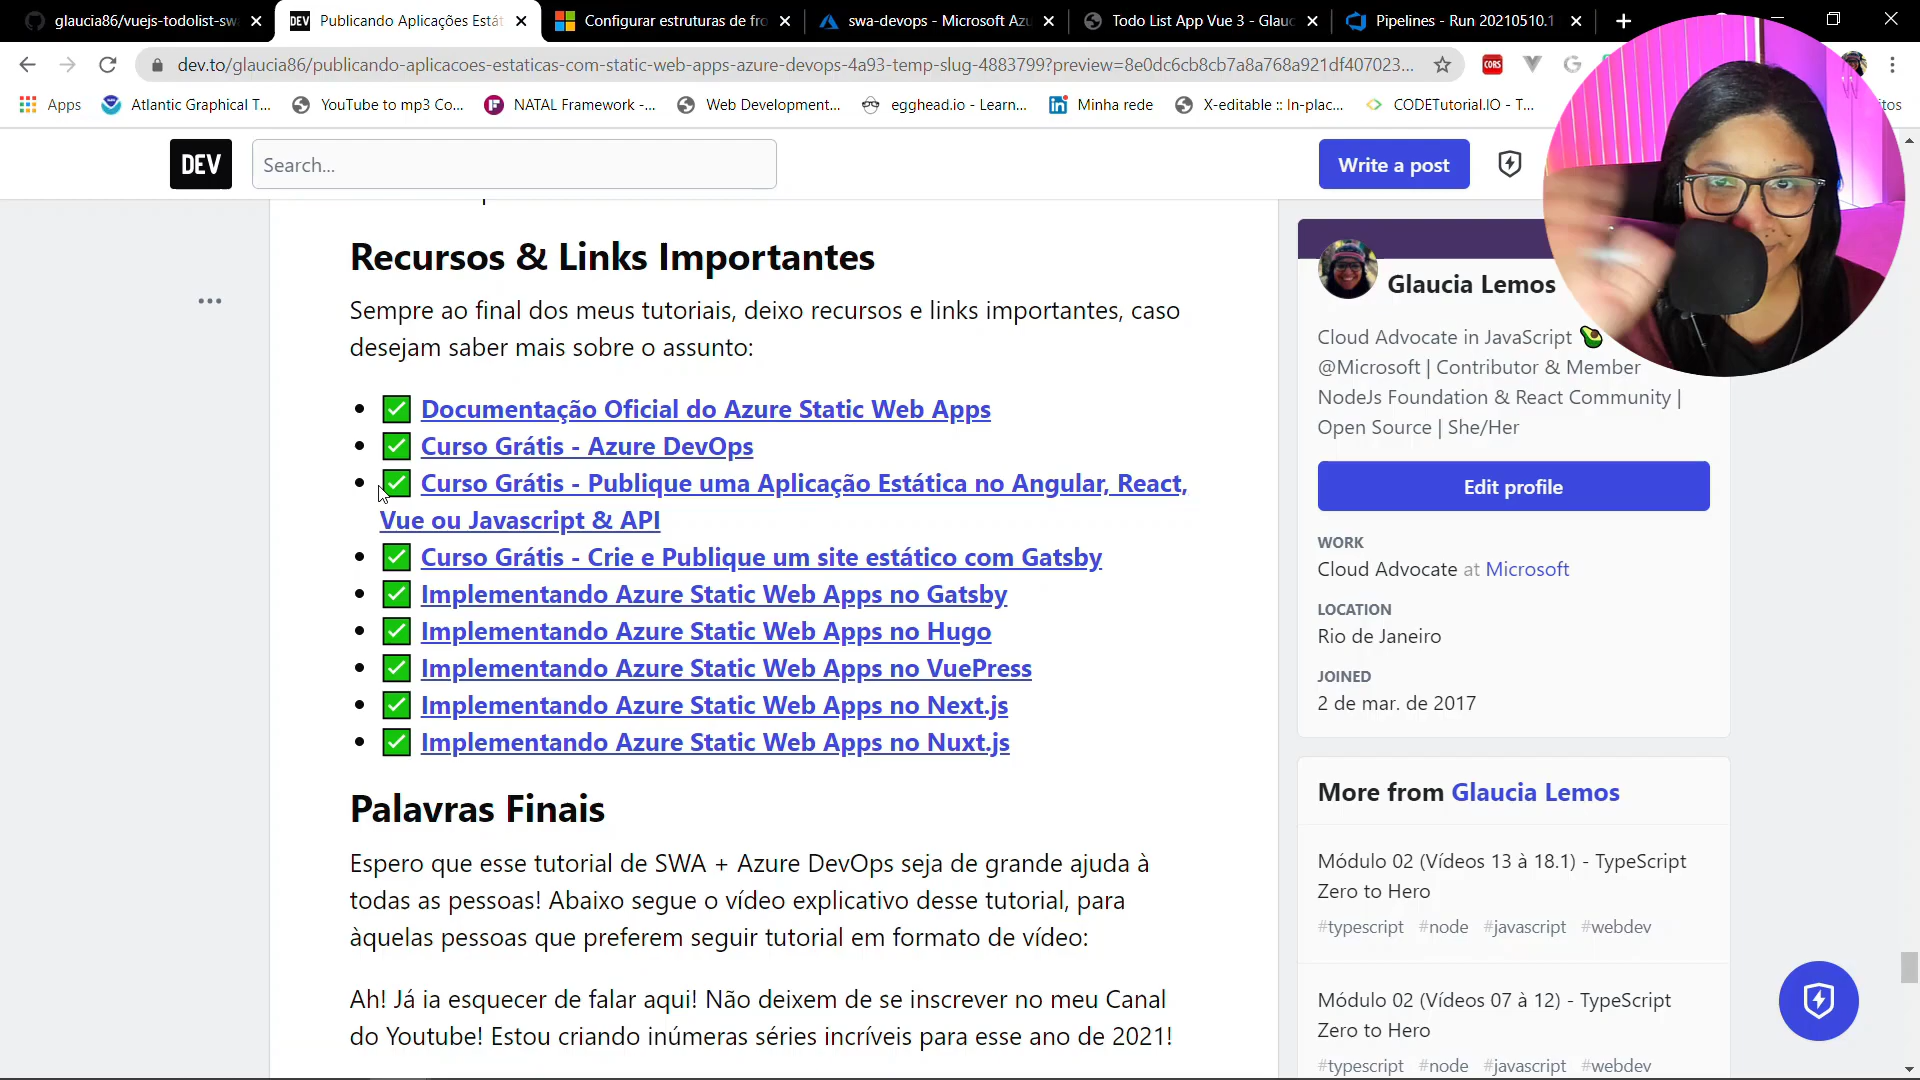 glaucia86/vuejs-todolist-sw
Publicando Aplicações Está
Configurar estruturas de fro
swa-devops - Microsoft Azu
Todo List App Vue 3 - Glauc
Pipelines - Run 20210510.1
dev.to/glaucia86/publicando-aplicacoes-estaticas-com-static-web-apps-azure-devops-4a93-temp-slug-4883799?preview=8e0dc6cb8cb7a8a768a921df407023...
CORS
Apps
Atlantic Graphical T...
YouTube to mp3 Co...
NATAL Framework -...
Web Development...
egghead.io - Learn...
Minha rede
X-editable :: In-plac...
CODETutorial.IO - T...
itos
DEV
Search...
Write a post
Recursos & Links Importantes
Sempre ao final dos meus tutoriais, deixo recursos e links importantes, caso
desejam saber mais sobre o assunto:
Documentação Oficial do Azure Static Web Apps
Curso Grátis - Azure DevOps
Curso Grátis - Publique uma Aplicação Estática no Angular, React,
Vue ou Javascript & API
Curso Grátis - Crie e Publique um site estático com Gatsby
Implementando Azure Static Web Apps no Gatsby
Implementando Azure Static Web Apps no Hugo
Implementando Azure Static Web Apps no VuePress
Implementando Azure Static Web Apps no Next.js
Implementando Azure Static Web Apps no Nuxt.js
Palavras Finais
Espero que esse tutorial de SWA + Azure DevOps seja de grande ajuda à
todas as pessoas! Abaixo segue o vídeo explicativo desse tutorial, para
àquelas pessoas que preferem seguir tutorial em formato de vídeo:
Ah! Já ia esquecer de falar aqui! Não deixem de se inscrever no meu Canal
do Youtube! Estou criando inúmeras séries incríveis para esse ano de 2021!
Glaucia Lemos
Cloud Advocate in JavaScript 🥑
@Microsoft | Contributor & Member
NodeJs Foundation & React Community |
Open Source | She/Her
Edit profile
WORK
Cloud Advocate at Microsoft
LOCATION
Rio de Janeiro
JOINED
2 de mar. de 2017
More from Glaucia Lemos
Módulo 02 (Vídeos 13 à 18.1) - TypeScript
Zero to Hero
#typescript #node #javascript #webdev
Módulo 02 (Vídeos 07 à 12) - TypeScript
Zero to Hero
#typescript #node #javascript #webdev